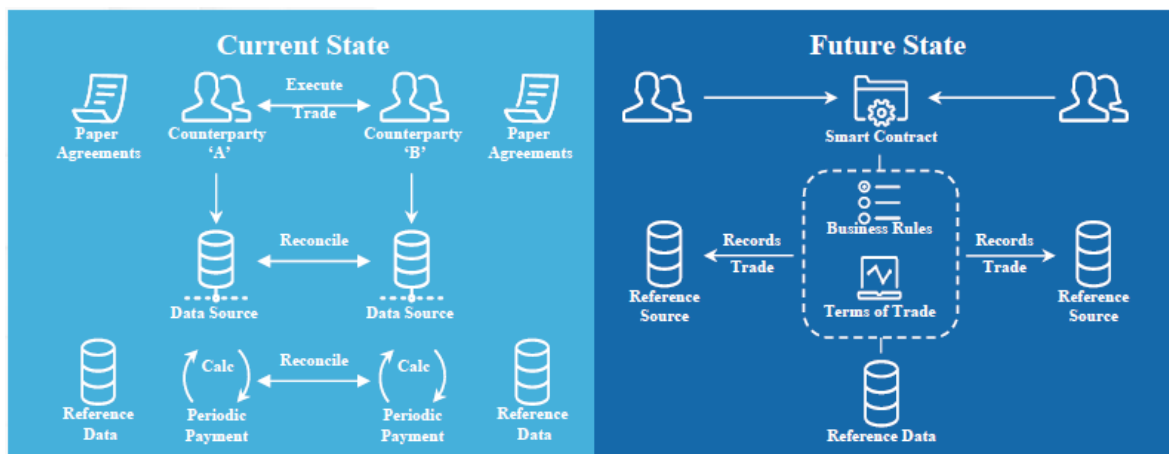 Current State
Paper
Agreements
Counterparty
‘A’
Execute
Trade
Counterparty
‘B’
Paper
Agreements
Reconcile
Data Source
Data Source
Reference
Data
Calc
Periodic
Payment
Reconcile
Calc
Periodic
Payment
Reference
Data
Future State
Smart Contract
Business Rules
Terms of Trade
Records
Trade
Reference
Source
Records
Trade
Reference
Source
Reference Data